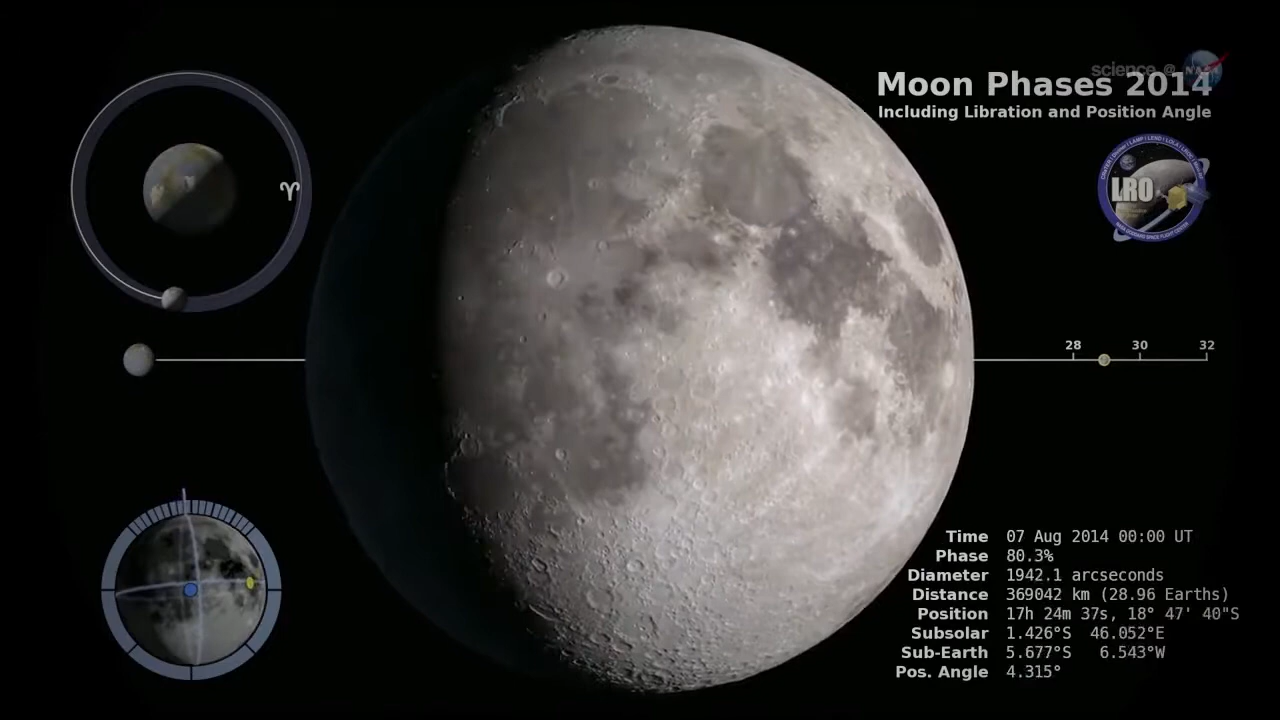 science @ NASA
Moon Phases 2014
Including Libration and Position Angle
LRO
♈
28 30 32
Time 07 Aug 2014 00:00 UT
Phase 80.3%
Diameter 1942.1 arcseconds
Distance 369042 km (28.96 Earths)
Position 17h 24m 37s, 18° 47' 40"S
Subsolar 1.426°S 46.052°E
Sub-Earth 5.677°S 6.543°W
Pos. Angle 4.315°